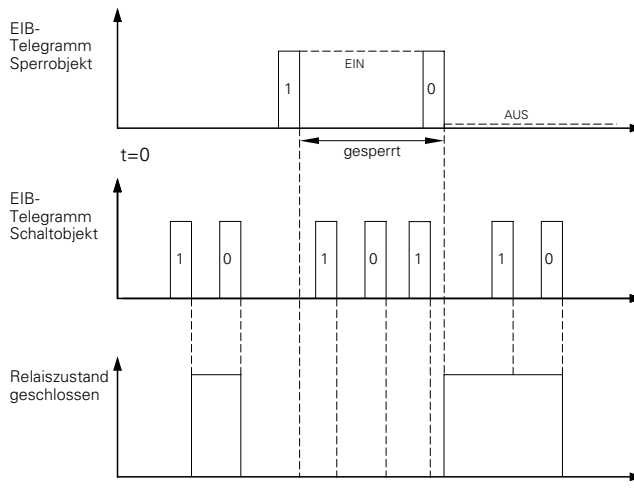 EIB-
Telegramm
Sperrobjekt
EIN
1
0
AUS
gesperrt
t=0
EIB-
Telegramm
Schaltobjekt
1
0
1
0
1
1
0
Relaiszustand
geschlossen